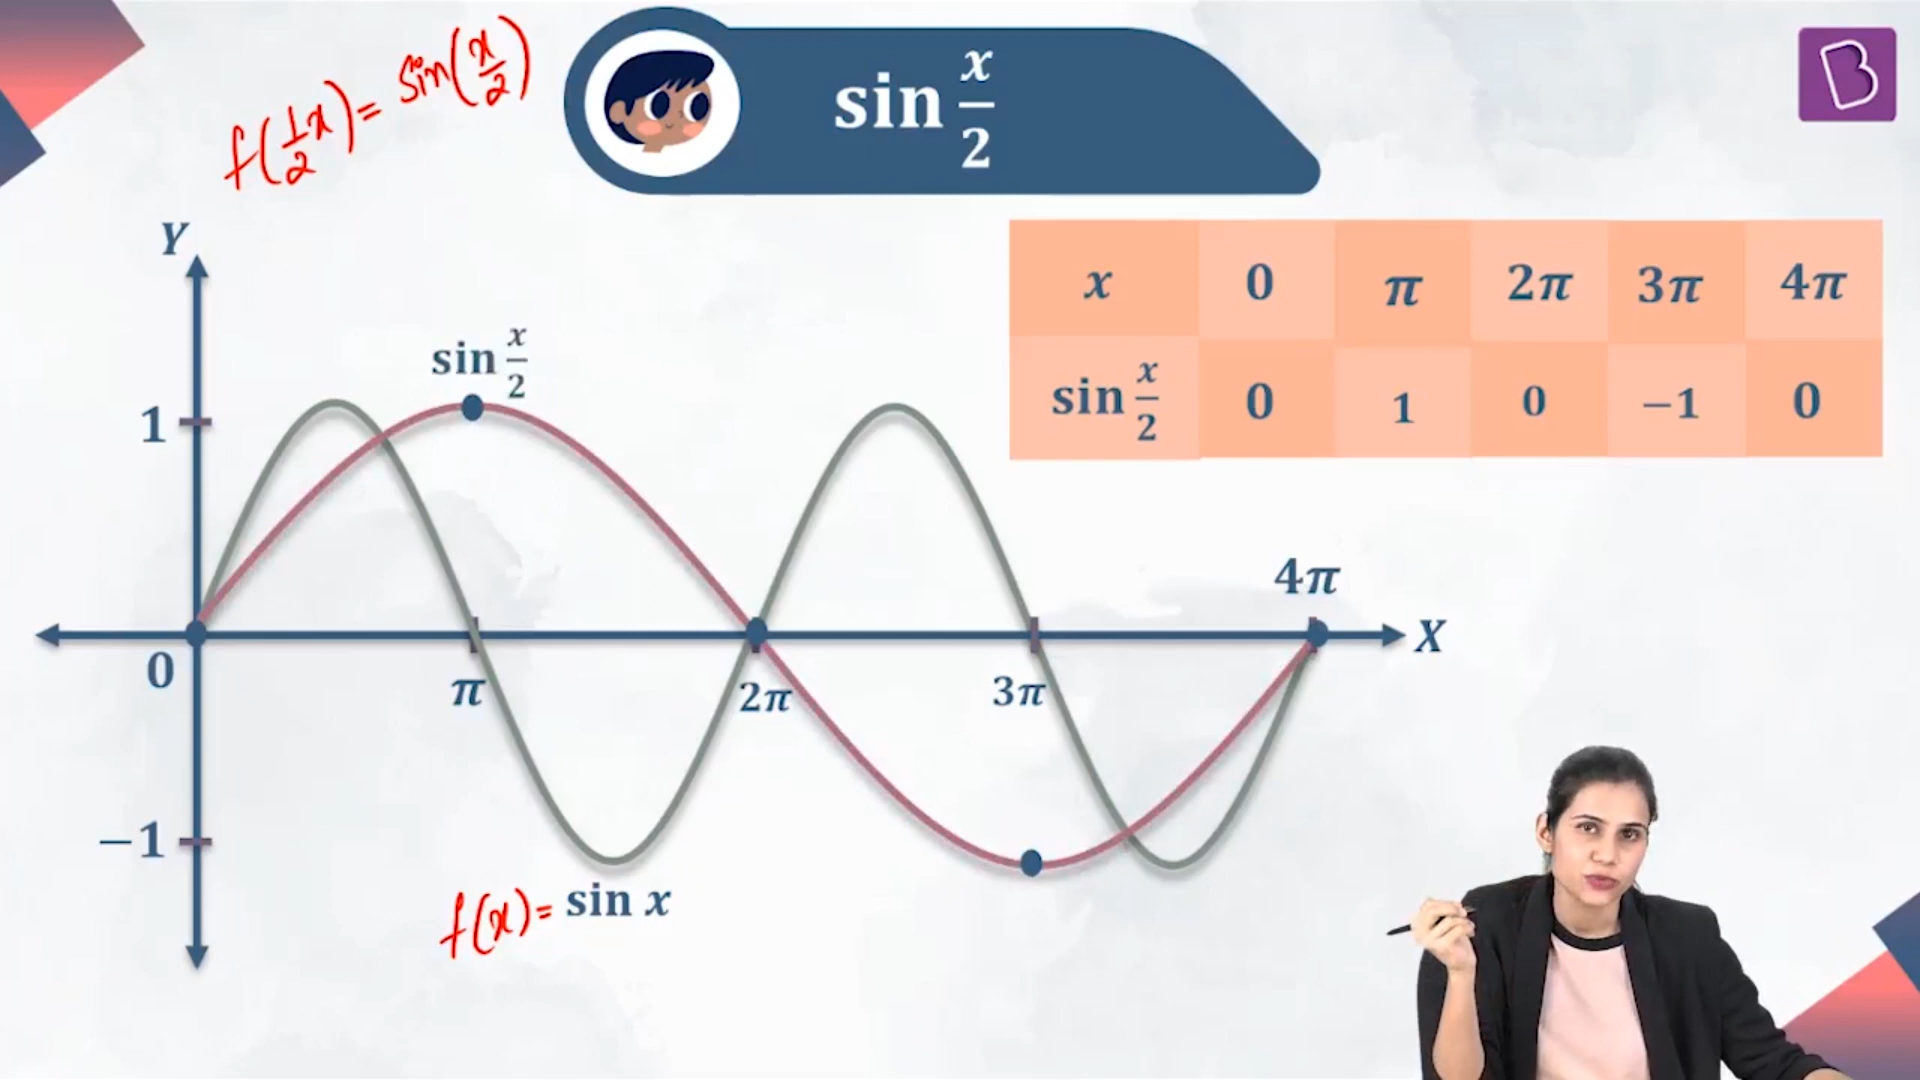 f(1/2 x) = sin(x/2)
sin x/2
Y
x 0 π 2π 3π 4π
sin x/2 0 1 0 −1 0
sin x/2
1
4π
X
0
π 2π 3π
−1
f(x) = sin x
B